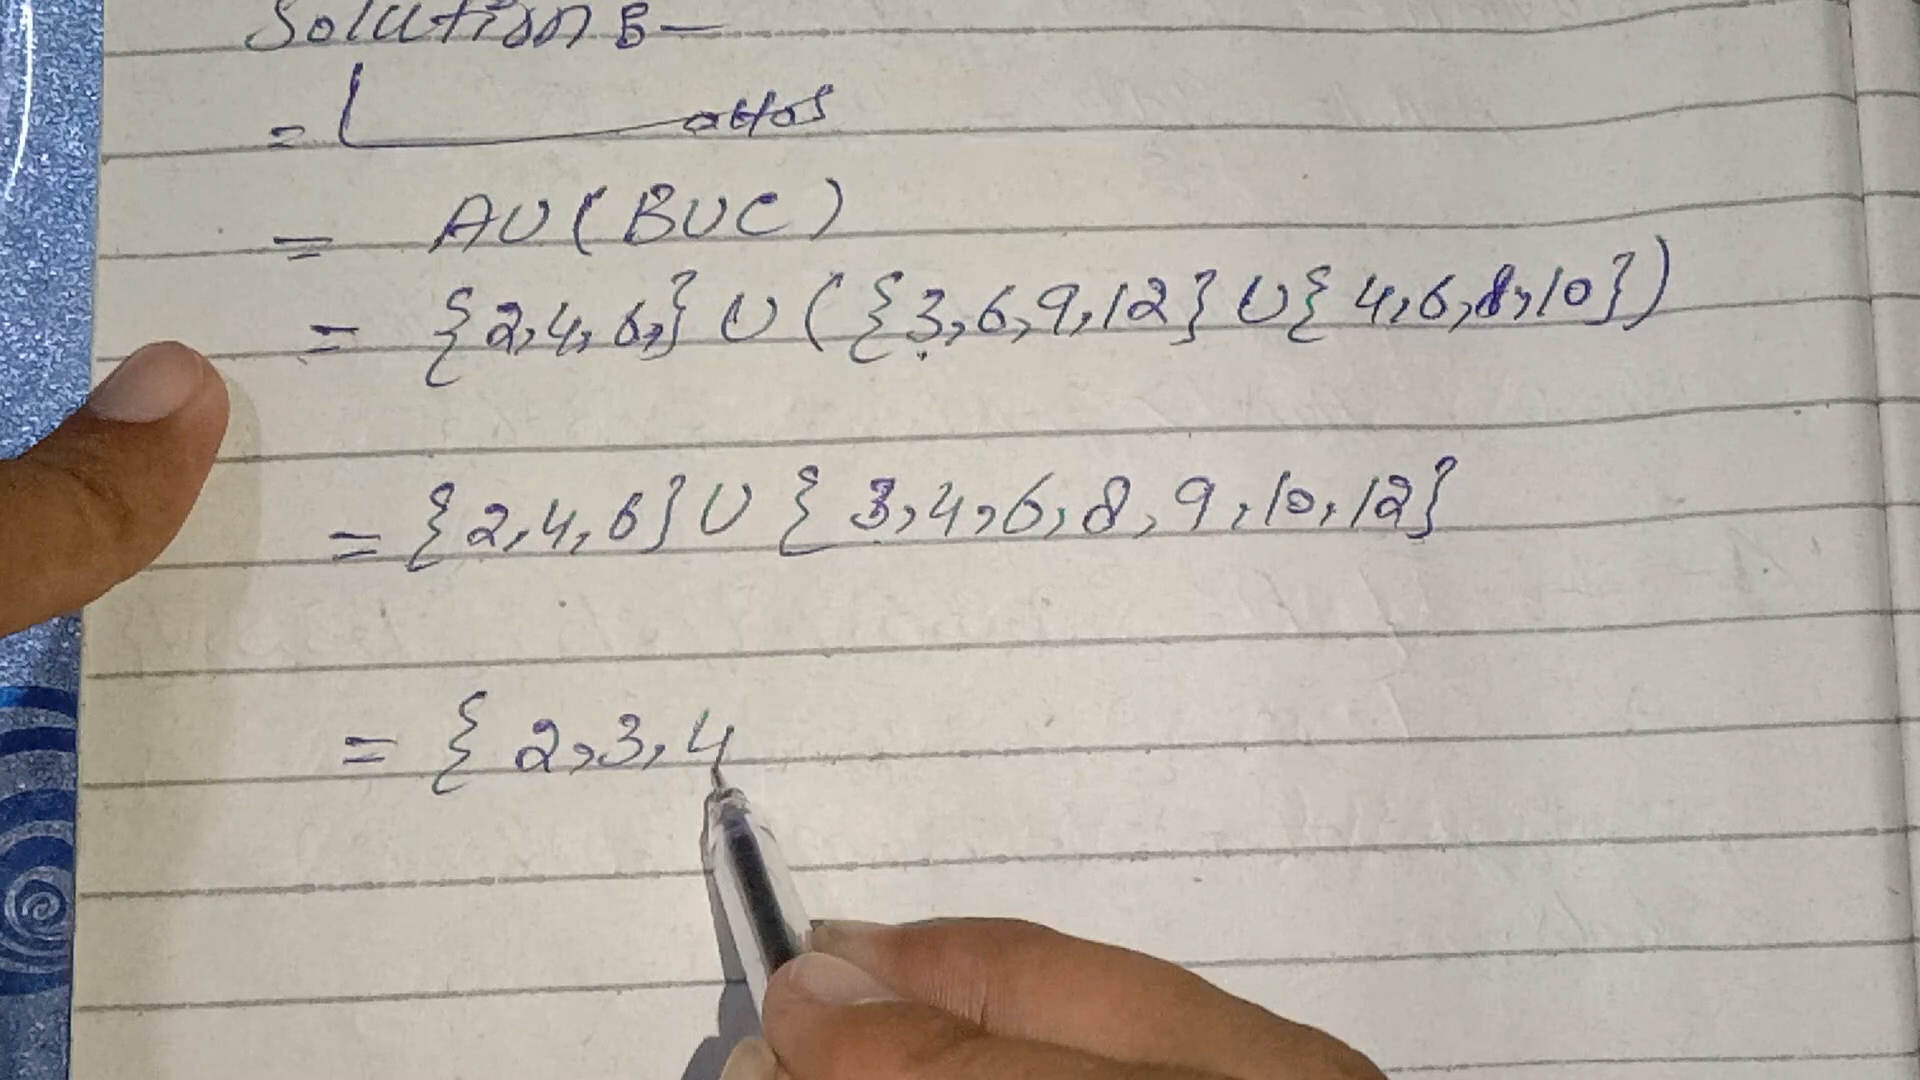 Solution :-
=
= AU(BUC)
= {2,4,6,} U ({3,6,9,12} U{ 4,6,8,10})
= {2,4,6} U { 3,4,6,8,9,10,12}
= { 2,3,4